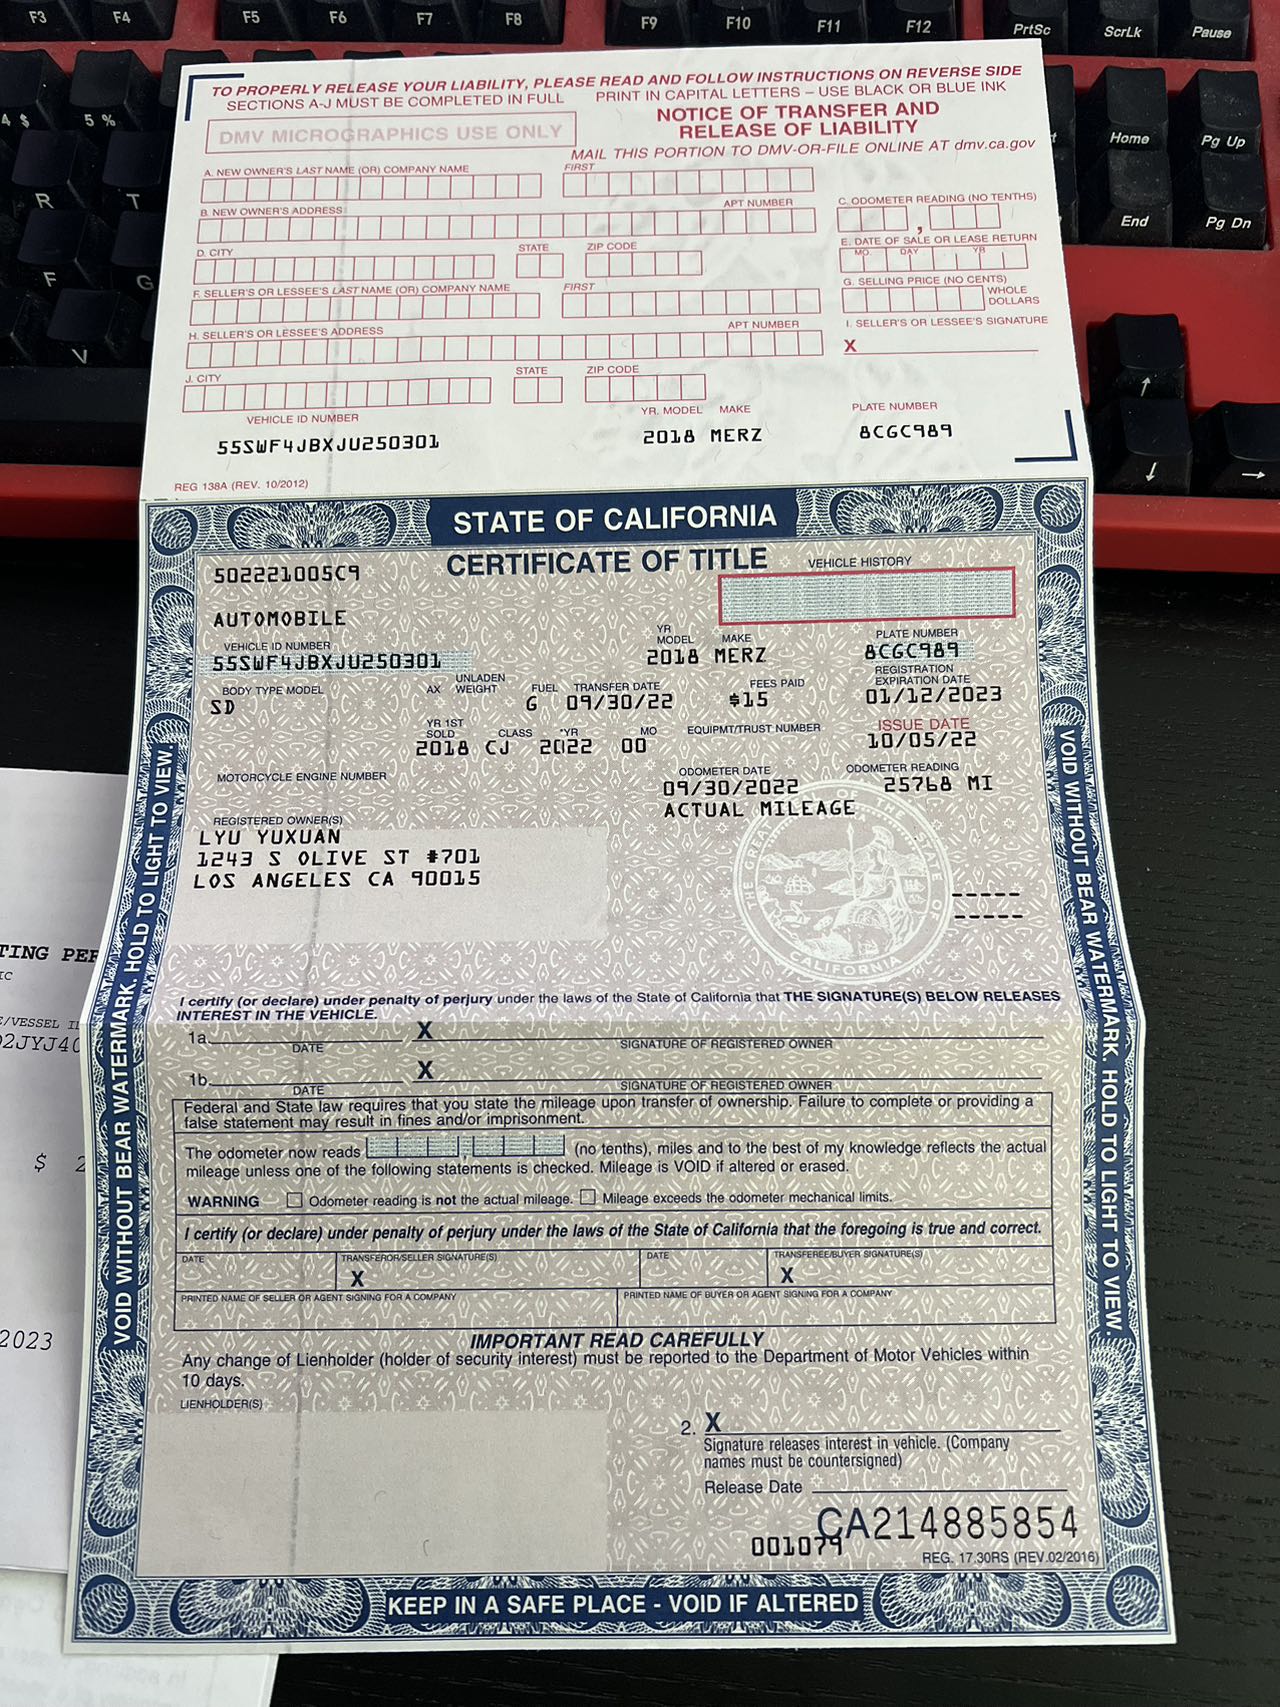 F3 F4 F5 F6 F7 F8 F9 F10 F11 F12 PrtSc ScrLk Pause
4 $ 5 % Home Pg Up
R T End Pg Dn
F G
V
↑
↓ →
TO PROPERLY RELEASE YOUR LIABILITY, PLEASE READ AND FOLLOW INSTRUCTIONS ON REVERSE SIDE
SECTIONS A-J MUST BE COMPLETED IN FULL PRINT IN CAPITAL LETTERS – USE BLACK OR BLUE INK
DMV MICROGRAPHICS USE ONLY
NOTICE OF TRANSFER AND
RELEASE OF LIABILITY
MAIL THIS PORTION TO DMV-OR-FILE ONLINE AT dmv.ca.gov
A. NEW OWNER'S LAST NAME (OR) COMPANY NAME FIRST
B. NEW OWNER'S ADDRESS APT NUMBER C. ODOMETER READING (NO TENTHS)
,
D. CITY STATE ZIP CODE E. DATE OF SALE OR LEASE RETURN
MO. DAY YR
F. SELLER'S OR LESSEE'S LAST NAME (OR) COMPANY NAME FIRST G. SELLING PRICE (NO CENTS)
WHOLE
DOLLARS
H. SELLER'S OR LESSEE'S ADDRESS APT NUMBER I. SELLER'S OR LESSEE'S SIGNATURE
X
J. CITY STATE ZIP CODE
VEHICLE ID NUMBER YR. MODEL MAKE PLATE NUMBER
55SWF4JBXJU250301 2018 MERZ 8CGC989
REG 138A (REV. 10/2012)
STATE OF CALIFORNIA
CERTIFICATE OF TITLE
VEHICLE HISTORY
502221005C9
AUTOMOBILE
VEHICLE ID NUMBER YR MODEL MAKE PLATE NUMBER
55SWF4JBXJU250301 2018 MERZ 8CGC989
BODY TYPE MODEL AX UNLADEN WEIGHT FUEL TRANSFER DATE FEES PAID REGISTRATION EXPIRATION DATE
SD G 09/30/22 $15 01/12/2023
YR 1ST SOLD CLASS *YR MO EQUIPMT/TRUST NUMBER ISSUE DATE
2018 CJ 2022 00 10/05/22
MOTORCYCLE ENGINE NUMBER ODOMETER DATE ODOMETER READING
09/30/2022 25768 MI
ACTUAL MILEAGE
REGISTERED OWNER(S)
LYU YUXUAN
1243 S OLIVE ST #701
LOS ANGELES CA 90015
THE GREAT SEAL OF THE STATE OF CALIFORNIA
-----
-----
I certify (or declare) under penalty of perjury under the laws of the State of California that THE SIGNATURE(S) BELOW RELEASES
INTEREST IN THE VEHICLE.
1a. X
DATE SIGNATURE OF REGISTERED OWNER
1b. X
DATE SIGNATURE OF REGISTERED OWNER
Federal and State law requires that you state the mileage upon transfer of ownership. Failure to complete or providing a
false statement may result in fines and/or imprisonment.
The odometer now reads , (no tenths), miles and to the best of my knowledge reflects the actual
mileage unless one of the following statements is checked. Mileage is VOID if altered or erased.
WARNING ☐ Odometer reading is not the actual mileage. ☐ Mileage exceeds the odometer mechanical limits.
I certify (or declare) under penalty of perjury under the laws of the State of California that the foregoing is true and correct.
DATE TRANSFEROR/SELLER SIGNATURE(S) DATE TRANSFEREE/BUYER SIGNATURE(S)
X X
PRINTED NAME OF SELLER OR AGENT SIGNING FOR A COMPANY PRINTED NAME OF BUYER OR AGENT SIGNING FOR A COMPANY
IMPORTANT READ CAREFULLY
Any change of Lienholder (holder of security interest) must be reported to the Department of Motor Vehicles within
10 days.
LIENHOLDER(S)
2. X
Signature releases interest in vehicle. (Company
names must be countersigned)
Release Date
CA214885854
001079
REG. 17.30RS (REV.02/2016)
KEEP IN A SAFE PLACE - VOID IF ALTERED
VOID WITHOUT BEAR WATERMARK. HOLD TO LIGHT TO VIEW.
VOID WITHOUT BEAR WATERMARK. HOLD TO LIGHT TO VIEW.
TING PER
E/VESSEL I
2JYJ40
$ 2
2023